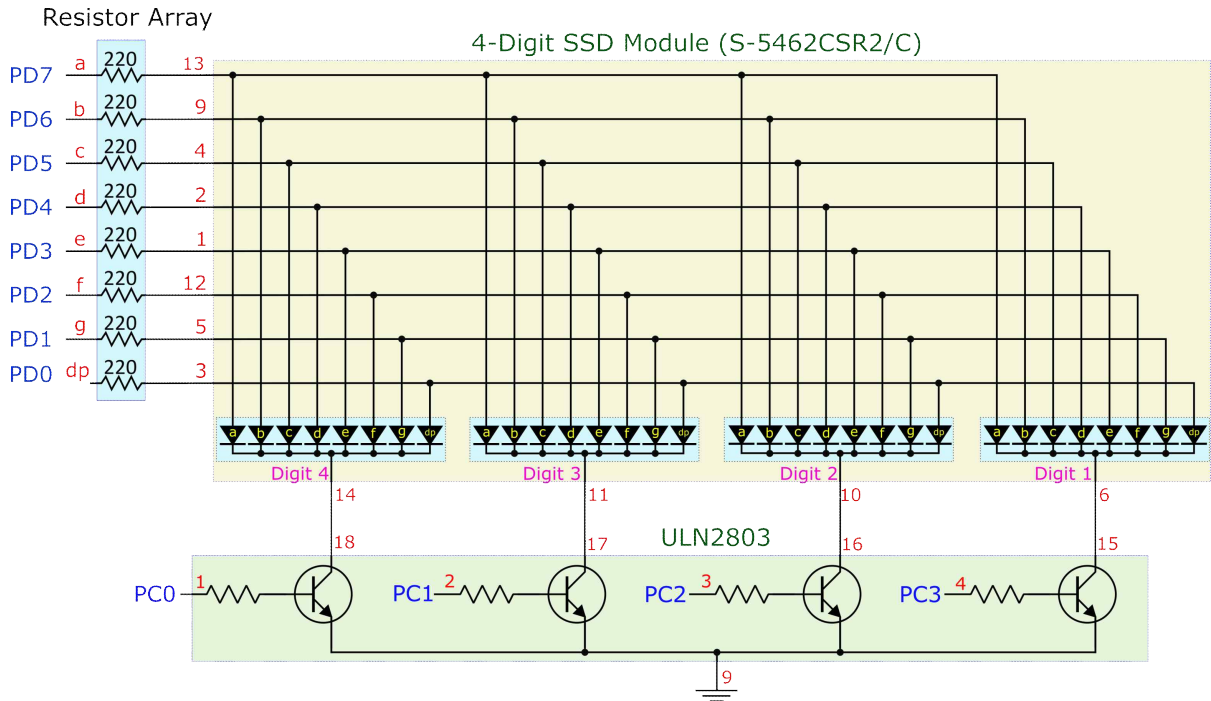 Resistor Array
4-Digit SSD Module (S-5462CSR2/C)
PD7 a 220 13
PD6 b 220 9
PD5 c 220 4
PD4 d 220 2
PD3 e 220 1
PD2 f 220 12
PD1 g 220 5
PD0 dp 220 3
a b c d e f g dp a b c d e f g dp a b c d e f g dp a b c d e f g dp
Digit 4 Digit 3 Digit 2 Digit 1
14 11 10 6
ULN2803
18 17 16 15
PC0 1 PC1 2 PC2 3 PC3 4
9